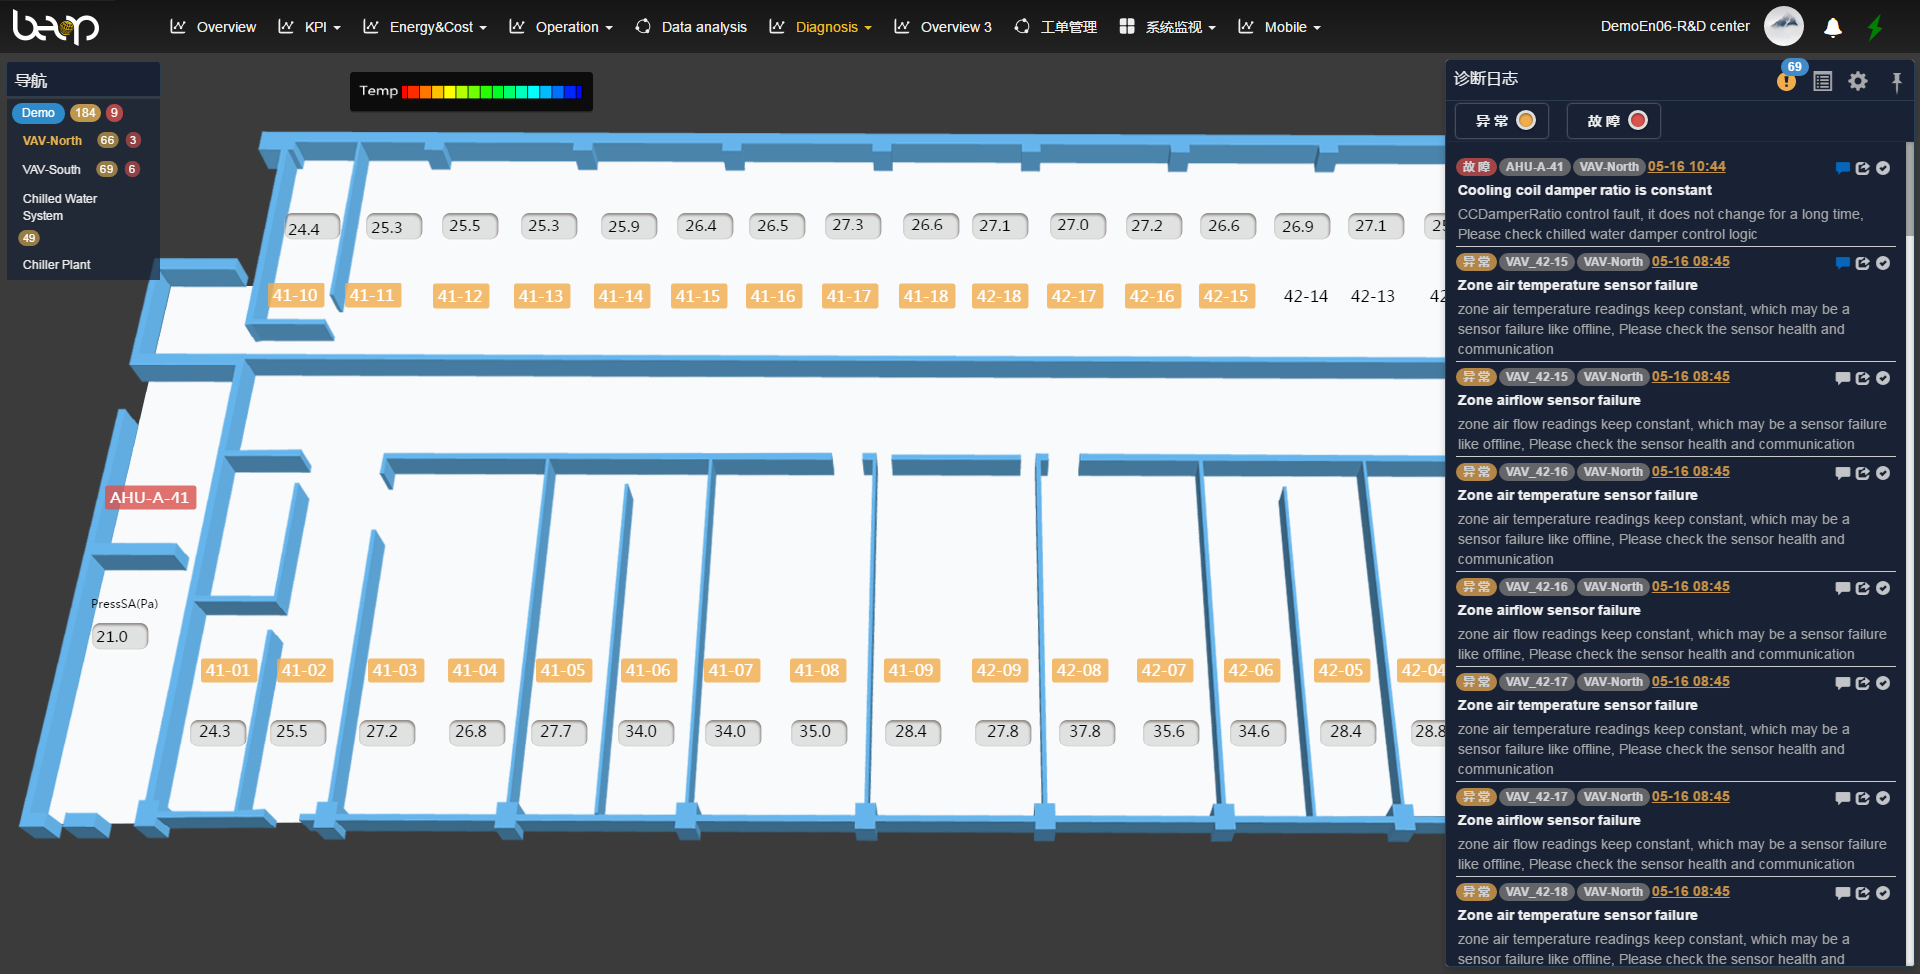 beop
Overview
KPI
Energy&Cost
Operation
Data analysis
Diagnosis
Overview 3
工单管理
系统监视
Mobile
DemoEn06-R&D center
导航
Demo 184 9
VAV-North 66 3
VAV-South 69 6
Chilled Water
System
49
Chiller Plant
Temp
24.4 25.3 25.5 25.3 25.9 26.4 26.5 27.3 26.6 27.1 27.0 27.2 26.6 26.9 27.1
41-10 41-11 41-12 41-13 41-14 41-15 41-16 41-17 41-18 42-18 42-17 42-16 42-15 42-14 42-13
AHU-A-41
PressSA(Pa)
21.0
41-01 41-02 41-03 41-04 41-05 41-06 41-07 41-08 41-09 42-09 42-08 42-07 42-06 42-05 42-04
24.3 25.5 27.2 26.8 27.7 34.0 34.0 35.0 28.4 27.8 37.8 35.6 34.6 28.4 28.8
诊断日志
69
异常 故障
故障 AHU-A-41 VAV-North 05-16 10:44
Cooling coil damper ratio is constant
CCDamperRatio control fault, it does not change for a long time,
Please check chilled water damper control logic
异常 VAV_42-15 VAV-North 05-16 08:45
Zone air temperature sensor failure
zone air temperature readings keep constant, which may be a
sensor failure like offline, Please check the sensor health and
communication
异常 VAV_42-15 VAV-North 05-16 08:45
Zone airflow sensor failure
zone air flow readings keep constant, which may be a sensor failure
like offline, Please check the sensor health and communication
异常 VAV_42-16 VAV-North 05-16 08:45
Zone air temperature sensor failure
zone air temperature readings keep constant, which may be a
sensor failure like offline, Please check the sensor health and
communication
异常 VAV_42-16 VAV-North 05-16 08:45
Zone airflow sensor failure
zone air flow readings keep constant, which may be a sensor failure
like offline, Please check the sensor health and communication
异常 VAV_42-17 VAV-North 05-16 08:45
Zone air temperature sensor failure
zone air temperature readings keep constant, which may be a
sensor failure like offline, Please check the sensor health and
communication
异常 VAV_42-17 VAV-North 05-16 08:45
Zone airflow sensor failure
zone air flow readings keep constant, which may be a sensor failure
like offline, Please check the sensor health and communication
异常 VAV_42-18 VAV-North 05-16 08:45
Zone air temperature sensor failure
zone air temperature readings keep constant, which may be a
sensor failure like offline, Please check the sensor health and